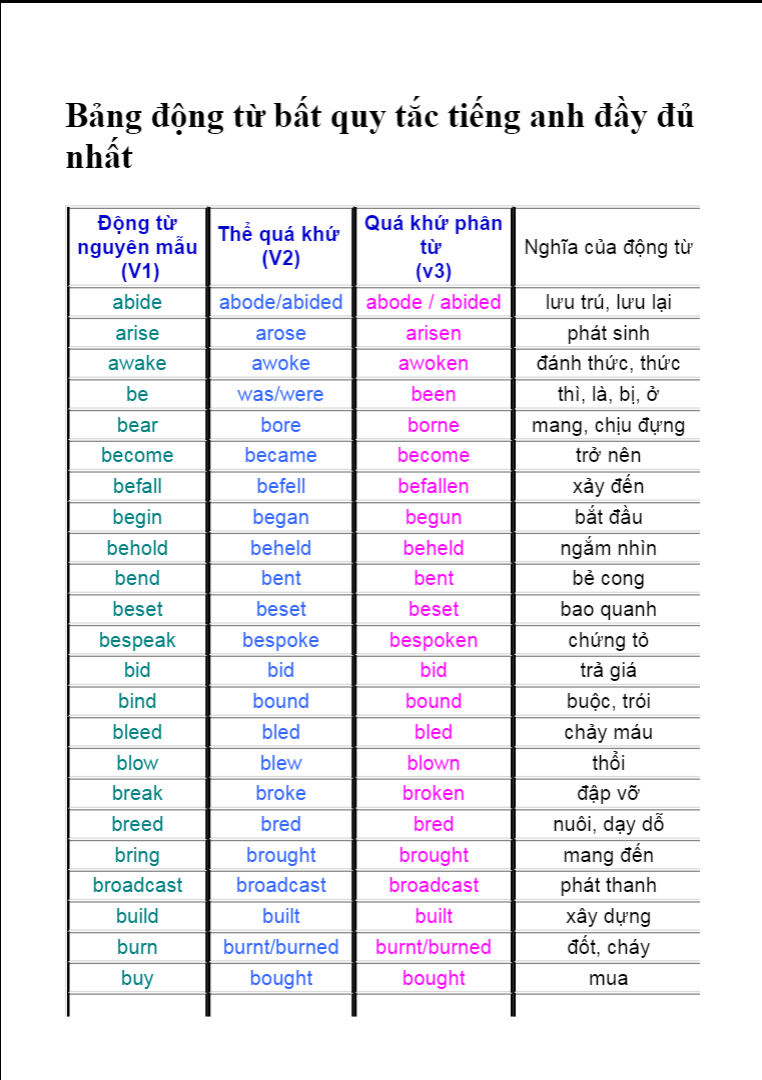 Bảng động từ bất quy tắc tiếng anh đầy đủ
nhất
Động từ
nguyên mẫu
(V1)
Thể quá khứ
(V2)
Quá khứ phân
từ
(v3)
Nghĩa của động từ
abide abode/abided abode / abided lưu trú, lưu lại
arise arose arisen phát sinh
awake awoke awoken đánh thức, thức
be was/were been thì, là, bị, ở
bear bore borne mang, chịu đựng
become became become trở nên
befall befell befallen xảy đến
begin began begun bắt đầu
behold beheld beheld ngắm nhìn
bend bent bent bẻ cong
beset beset beset bao quanh
bespeak bespoke bespoken chứng tỏ
bid bid bid trả giá
bind bound bound buộc, trói
bleed bled bled chảy máu
blow blew blown thổi
break broke broken đập vỡ
breed bred bred nuôi, dạy dỗ
bring brought brought mang đến
broadcast broadcast broadcast phát thanh
build built built xây dựng
burn burnt/burned burnt/burned đốt, cháy
buy bought bought mua